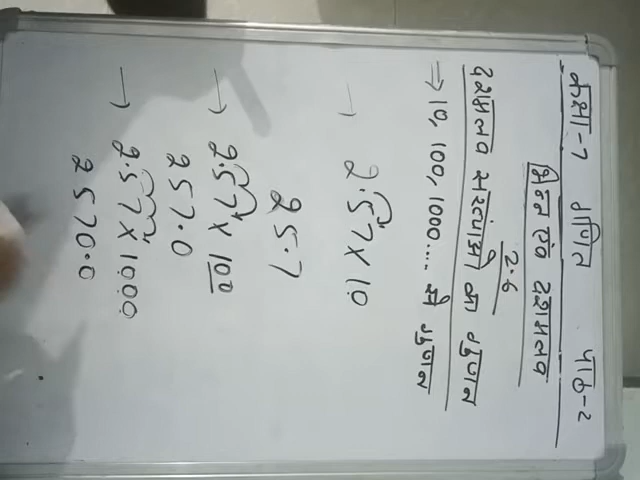 कक्षा-7 गणित पाठ-2
भिन्न एवं दशमलव
2.6
दशमलव संख्याओं का गुणन
⇒ 10, 100, 1000.... से गुणन
→ 2.57 x 10
25.7
→ 2.57 x 100
257.0
→ 2.57 x 1000
2570.0